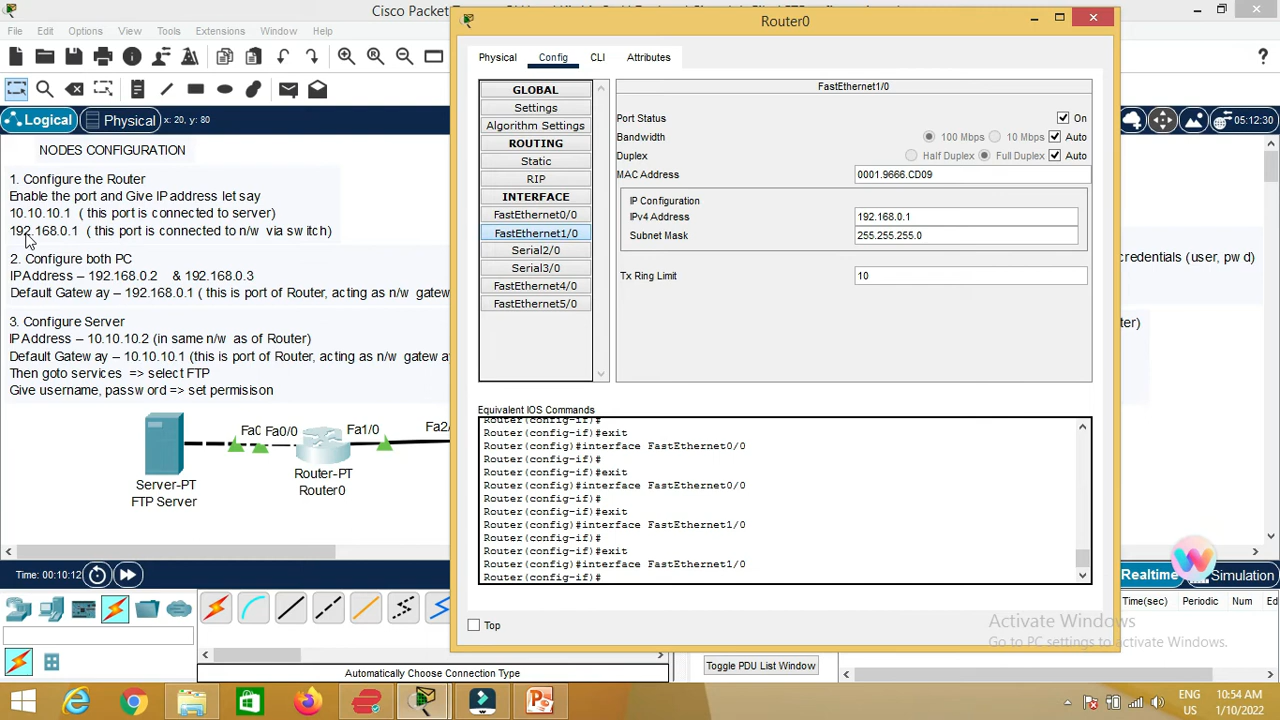 Cisco Packet
Router0
File Edit Options View Tools Extensions Window Help
Physical Config CLI Attributes
Logical Physical x: 20, y: 80
05:12:30
GLOBAL
Settings
Algorithm Settings
ROUTING
Static
RIP
INTERFACE
FastEthernet0/0
FastEthernet1/0
Serial2/0
Serial3/0
FastEthernet4/0
FastEthernet5/0
FastEthernet1/0
Port Status On
Bandwidth 100 Mbps 10 Mbps Auto
Duplex Half Duplex Full Duplex Auto
MAC Address 0001.9666.CD09
IP Configuration
IPv4 Address 192.168.0.1
Subnet Mask 255.255.255.0
Tx Ring Limit 10
NODES CONFIGURATION
1. Configure the Router
Enable the port and Give IP address let say
10.10.10.1 ( this port is connected to server)
192.168.0.1 ( this port is connected to n/w via switch)
2. Configure both PC
IP Address – 192.168.0.2 & 192.168.0.3
Default Gateway – 192.168.0.1 ( this is port of Router, acting as n/w gatew
3. Configure Server
IP Address – 10.10.10.2 (in same n/w as of Router)
Default Gateway – 10.10.10.1 (this is port of Router, acting as n/w gateway
Then goto services => select FTP
Give username, password => set permisison
credentials (user, pwd)
ter)
Fa0 Fa0/0 Fa1/0 Fa2/
Server-PT
FTP Server
Router-PT
Router0
Equivalent IOS Commands
Router(config-if)#
Router(config-if)#exit
Router(config)#interface FastEthernet0/0
Router(config-if)#
Router(config-if)#exit
Router(config)#interface FastEthernet0/0
Router(config-if)#
Router(config-if)#exit
Router(config)#interface FastEthernet1/0
Router(config-if)#
Router(config-if)#exit
Router(config)#interface FastEthernet1/0
Router(config-if)#
Top
Time: 00:10:12
Realtime Simulation
Time(sec) Periodic Num Ed
Activate Windows
Go to PC settings to activate Windows.
Automatically Choose Connection Type
Toggle PDU List Window
ENG
US
10:54 AM
1/10/2022